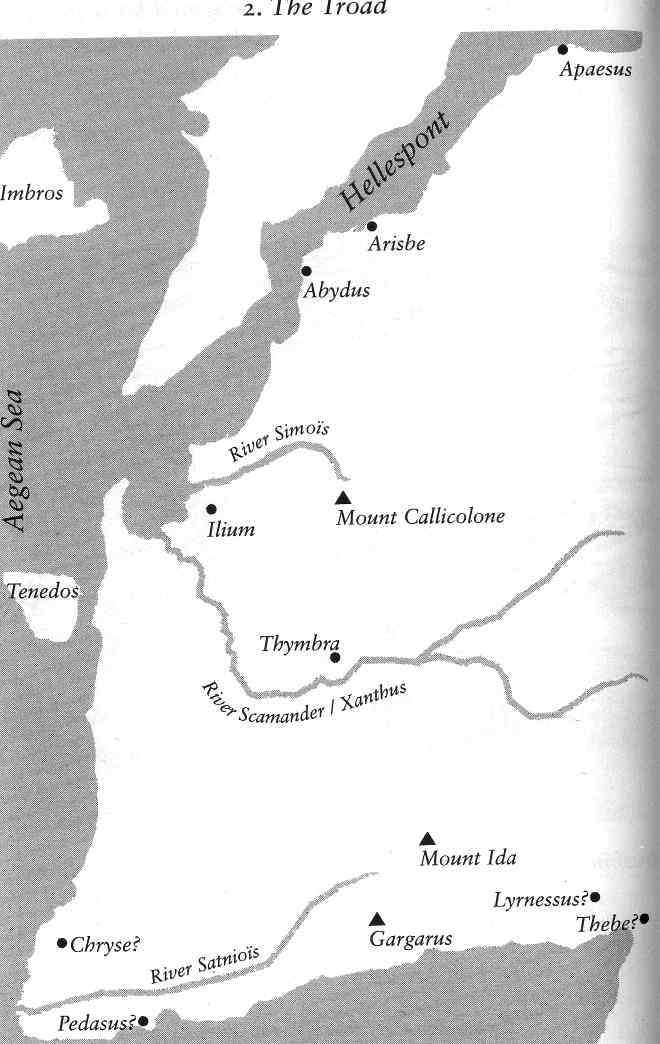 2. The Troad
Apaesus
Hellespont
Imbros
Arisbe
Abydus
Aegean Sea
River Simoïs
Mount Callicolone
Ilium
Tenedos
Thymbra
River Scamander / Xanthus
Mount Ida
Lyrnessus?
Thebe?
Gargarus
Chryse?
River Satnioïs
Pedasus?